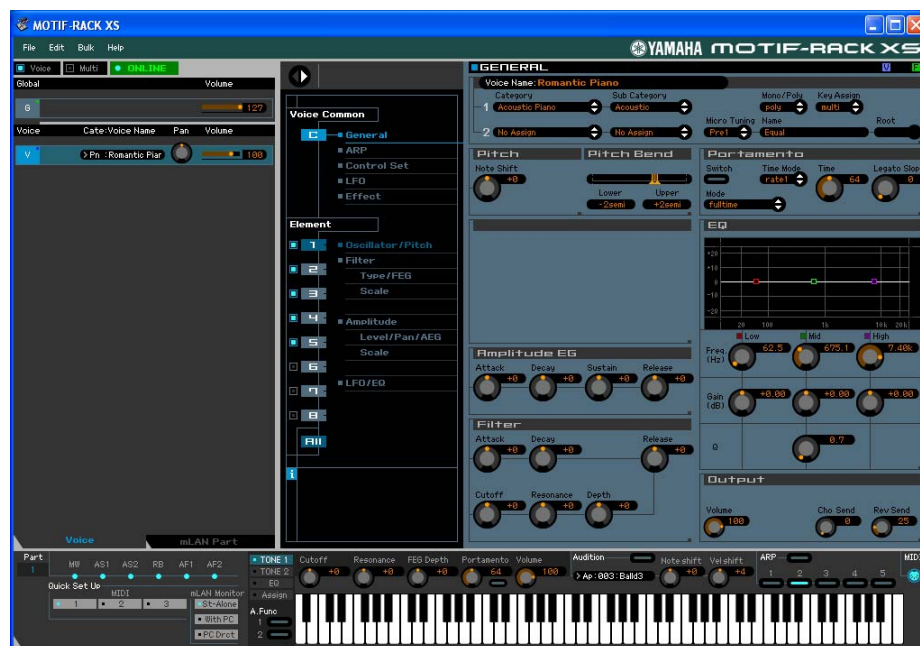 MOTIF-RACK XS
File Edit Bulk Help
YAMAHA MOTIF-RACK XS
Voice Multi ONLINE
Global Volume
G 127
Voice Cate:Voice Name Pan Volume
V >Pn :Romantic Piar 100
Voice mLAN Part
Voice Common
C General
ARP
Control Set
LFO
Effect
Element
1 Oscillator/Pitch
2 Filter
Type/FEG
3 Scale
4 Amplitude
5 Level/Pan/AEG
Scale
6
7 LFO/EQ
8
All
i
GENERAL V
Voice Name: Romantic Piano
Category Sub Category Mono/Poly Key Assign
1 Acoustic Piano Acoustic poly multi
Micro Tuning Name Root
2 No Assign No Assign Pre1 Equal
Pitch Pitch Bend Portamento
Note Shift Switch Time Mode Time Legato Slop
+0 rate1 64 0
Lower Upper Mode
-2semi +2semi fulltime
EQ
+20
+10
0
-10
-20
20 100 1k 10k 20k
Low Mid High
Freq. (Hz) 62.5 675.1 7.40k
Gain (dB) +0.00 +0.00 +0.00
Q 0.7
Amplitude EG
Attack Decay Sustain Release
+0 +0 +0 +0
Filter
Attack Decay Release
+0 +0 +0
Cutoff Resonance Depth
+0 +0 +0
Output
Volume Cho Send Rev Send
100 0 25
Part
1
MW AS1 AS2 RB AF1 AF2
Quick Set Up
MIDI mLAN Monitor
1 2 3 St-Alone
With PC
PC Drct
TONE 1 Cutoff Resonance FEG Depth Portamento Volume Audition Note shift Vel shift ARP MIDI
TONE 2 +0 +0 +0 64 100 >Ap:003:Balld3 +0 +4 1 2 3 4 5
EQ
Assign
A.Func
1
2